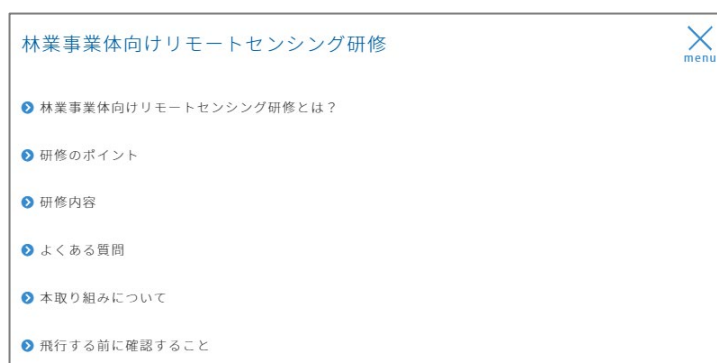 林業事業体向けリモートセンシング研修
menu
林業事業体向けリモートセンシング研修とは？
研修のポイント
研修内容
よくある質問
本取り組みについて
飛行する前に確認すること